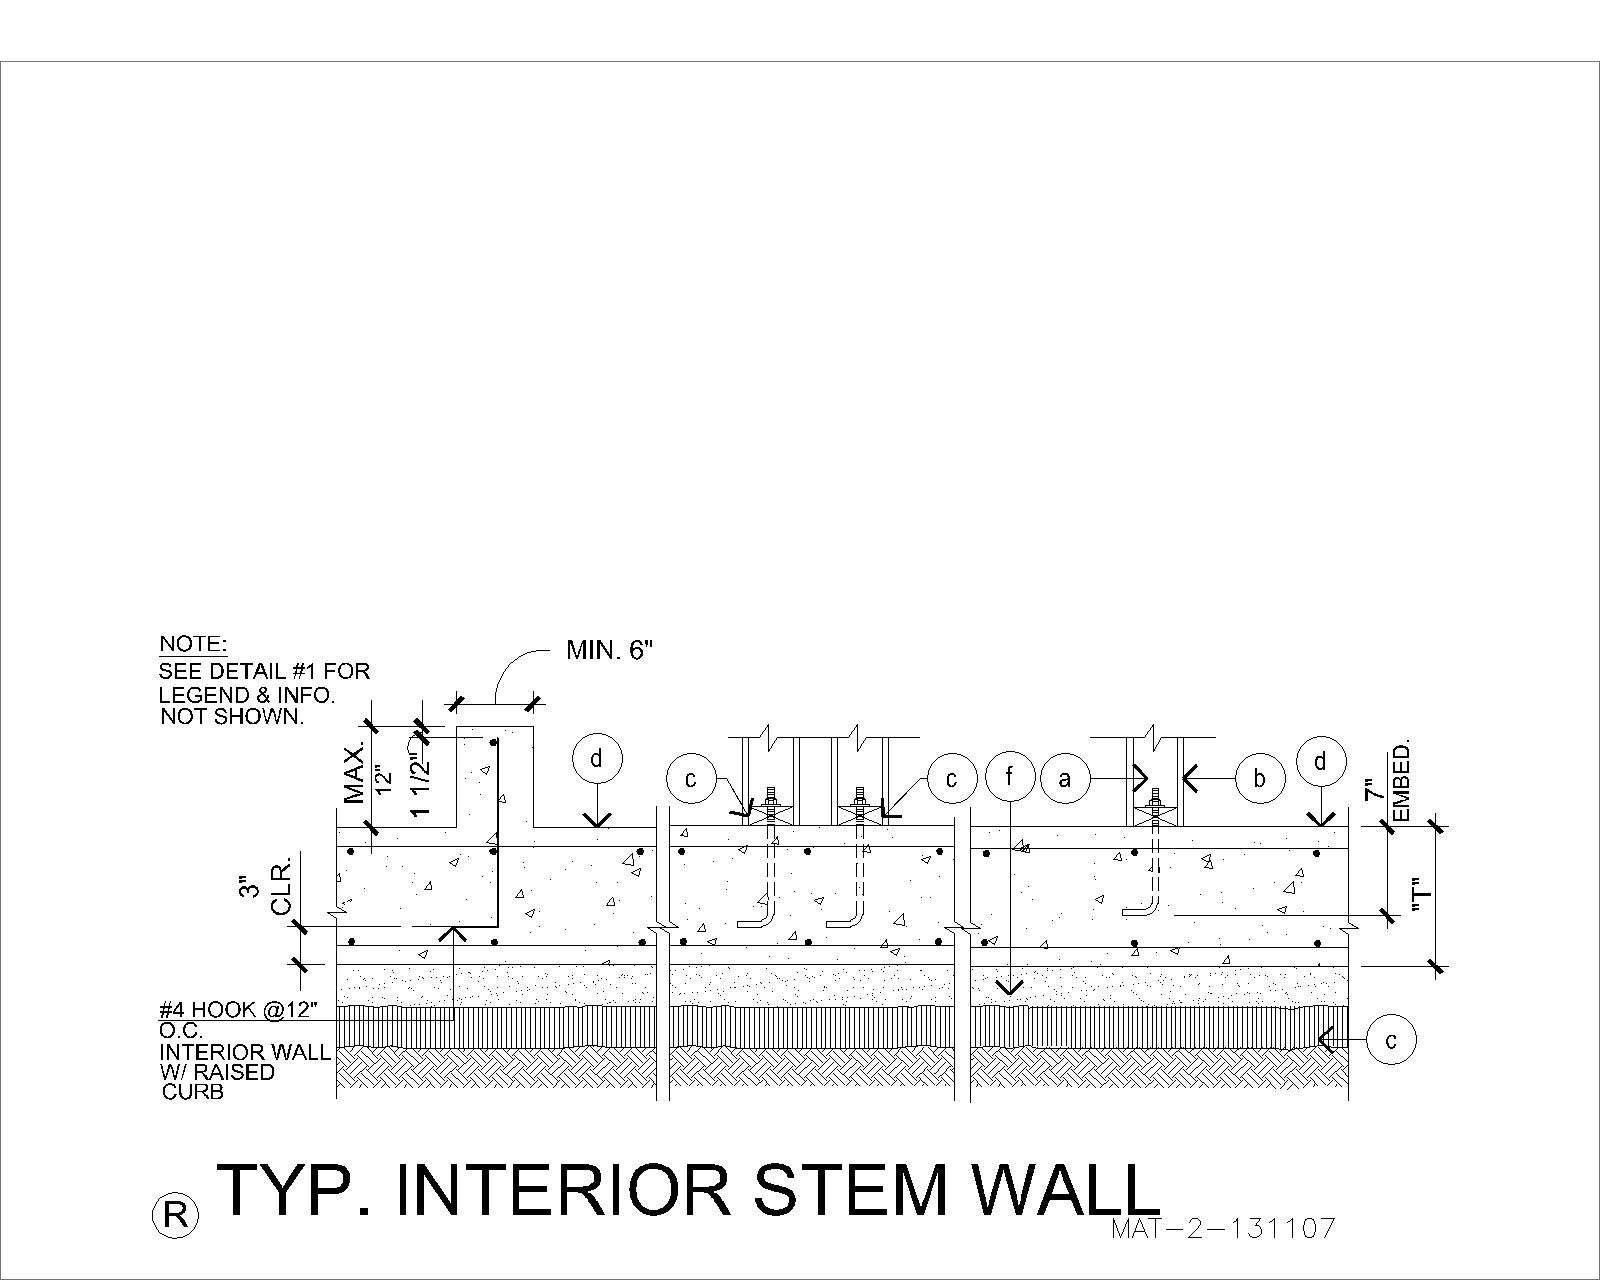 NOTE:
SEE DETAIL #1 FOR
LEGEND & INFO.
NOT SHOWN.
MIN. 6"
MAX.
12"
1 1/2"
d
c
c
f
a
b
d
7"
EMBED.
3"
CLR.
"T"
#4 HOOK @12"
O.C.
INTERIOR WALL
W/ RAISED
CURB
c
R
TYP. INTERIOR STEM WALL
MAT-2-131107